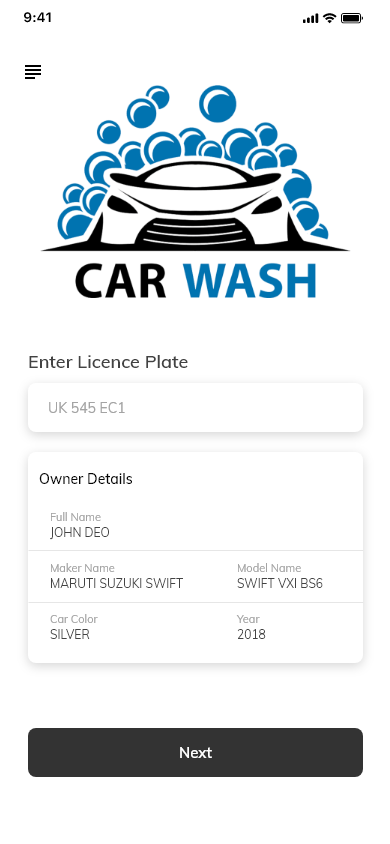 9:41
CAR WASH
Enter Licence Plate
UK 545 EC1
Owner Details
Full Name
JOHN DEO
Maker Name Model Name
MARUTI SUZUKI SWIFT SWIFT VXI BS6
Car Color Year
SILVER 2018
Next